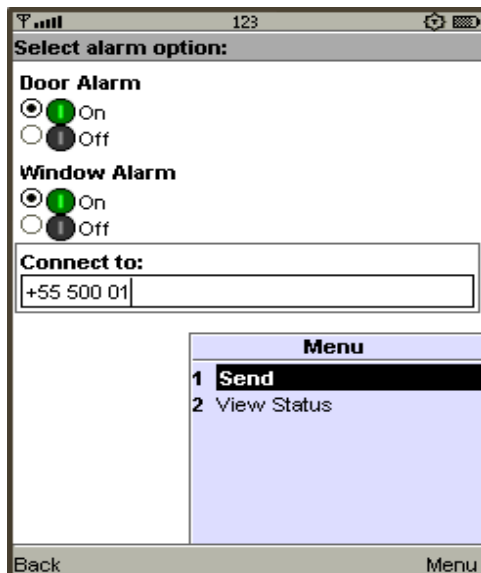 123
Select alarm option:
Door Alarm
On
Off
Window Alarm
On
Off
Connect to:
+55 500 01
Menu
1 Send
2 View Status
Back Menu